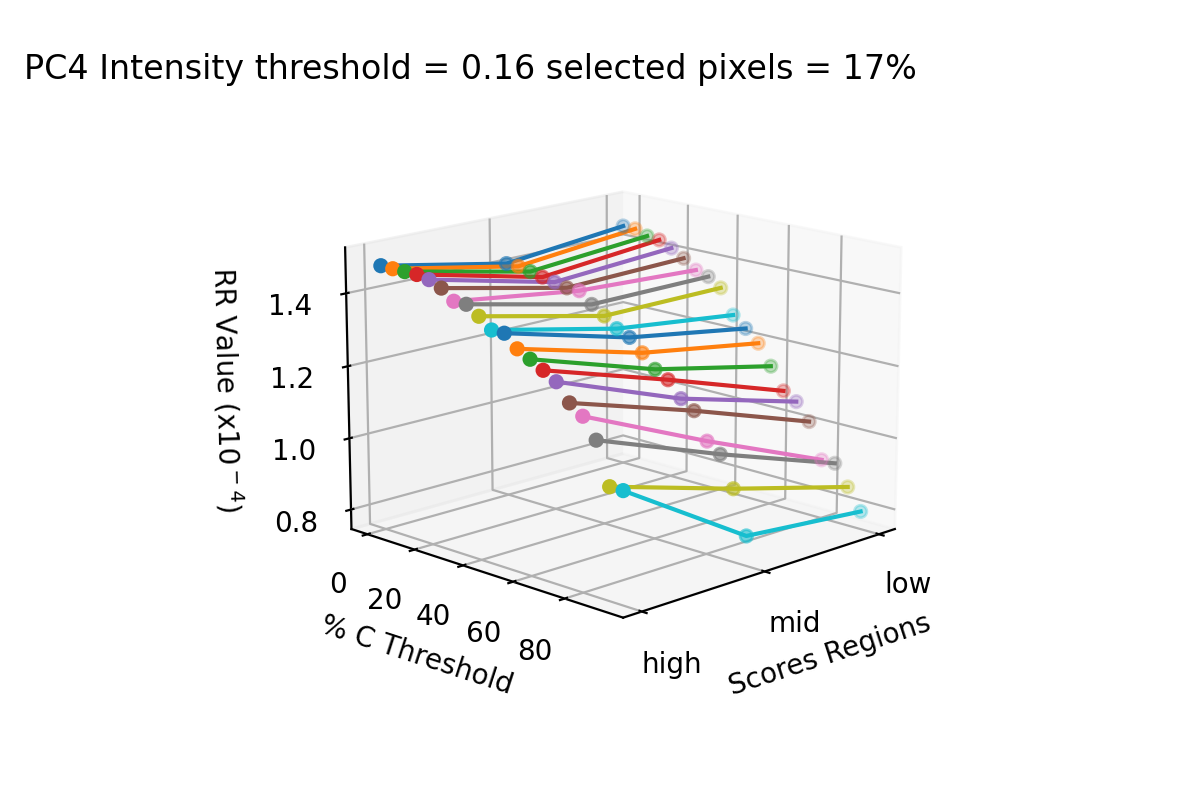 PC4 Intensity threshold = 0.16 selected pixels = 17%
RR Value (x10⁻⁴)
1.4
1.2
1.0
0.8
0
20
40
60
80
% C Threshold
high
mid
low
Scores Regions